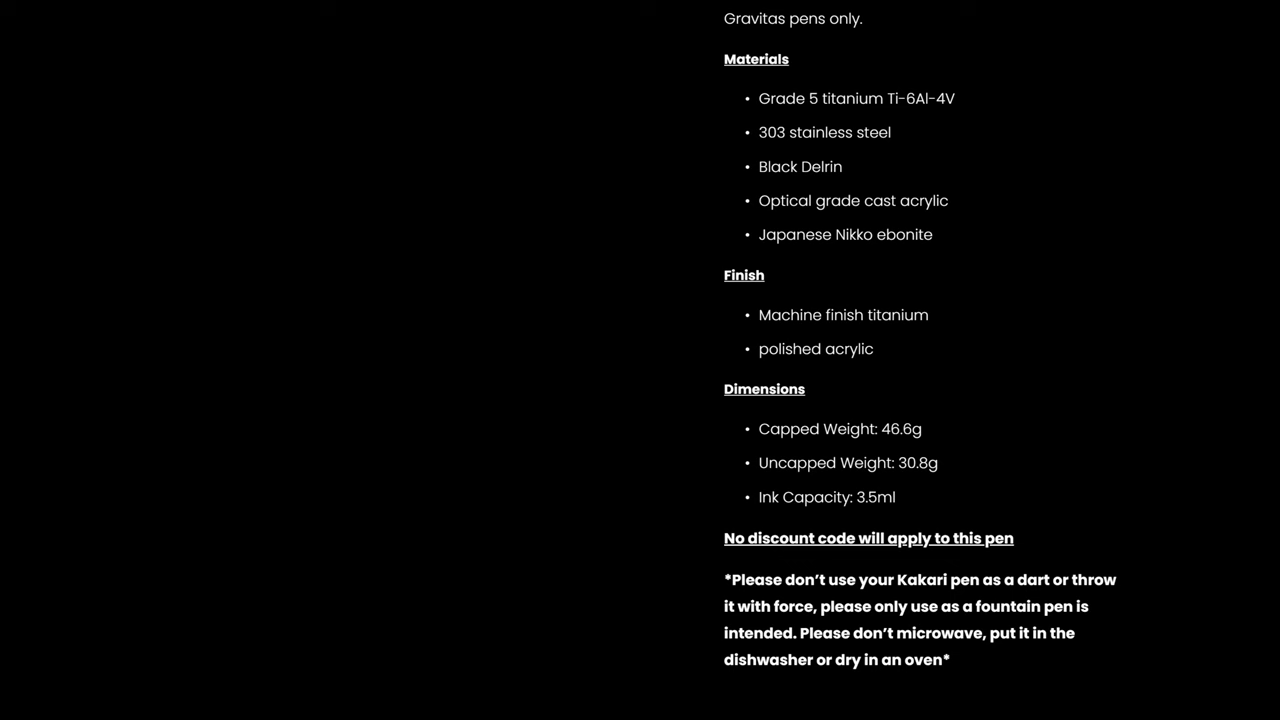 Gravitas pens only.
Materials
• Grade 5 titanium Ti-6Al-4V
• 303 stainless steel
• Black Delrin
• Optical grade cast acrylic
• Japanese Nikko ebonite
Finish
• Machine finish titanium
• polished acrylic
Dimensions
• Capped Weight: 46.6g
• Uncapped Weight: 30.8g
• Ink Capacity: 3.5ml
No discount code will apply to this pen
*Please don’t use your Kakari pen as a dart or throw
it with force, please only use as a fountain pen is
intended. Please don’t microwave, put it in the
dishwasher or dry in an oven*